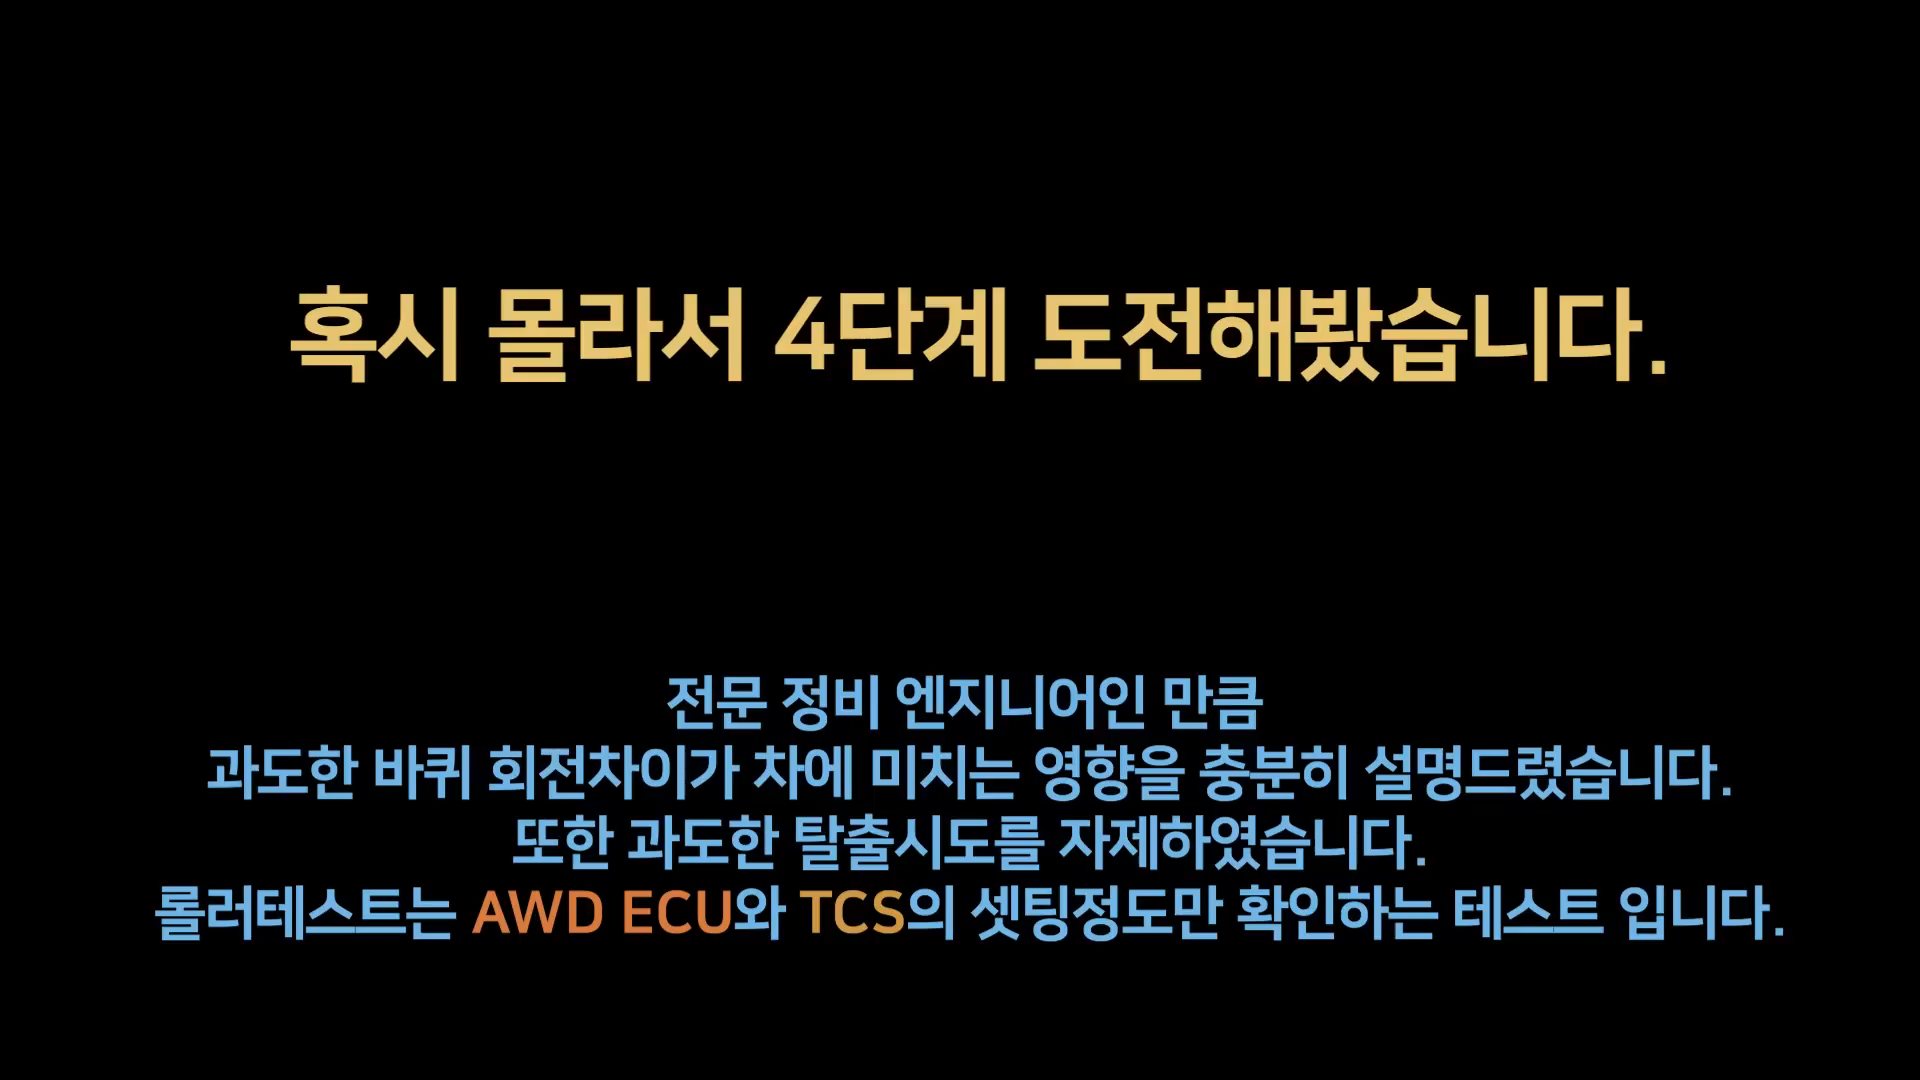 혹시 몰라서 4단계 도전해봤습니다.
전문 정비 엔지니어인 만큼
과도한 바퀴 회전차이가 차에 미치는 영향을 충분히 설명드렸습니다.
또한 과도한 탈출시도를 자제하였습니다.
롤러테스트는 AWD ECU와 TCS의 셋팅정도만 확인하는 테스트 입니다.